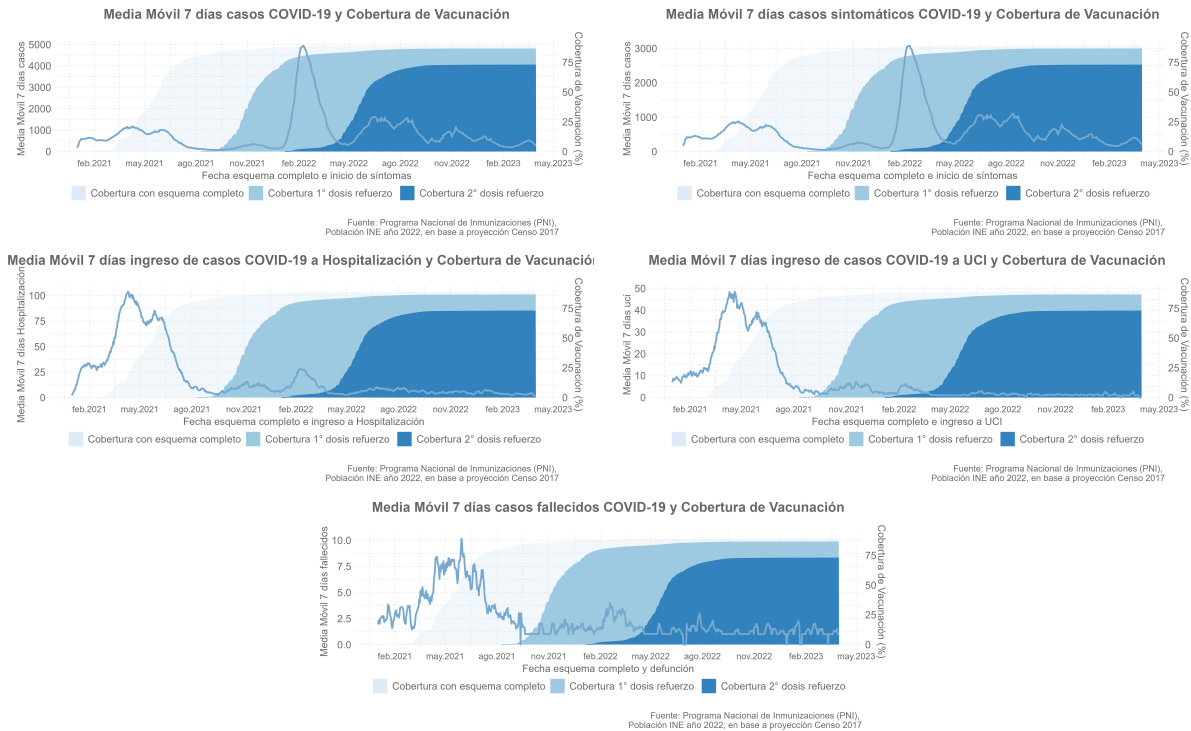 Media Móvil 7 días casos COVID-19 y Cobertura de Vacunación
Media Móvil 7 días casos
5000
4000
3000
2000
1000
0
Cobertura de Vacunación (%)
75
50
25
0
feb.2021 may.2021 ago.2021 nov.2021 feb.2022 may.2022 ago.2022 nov.2022 feb.2023 may.2023
Fecha esquema completo e inicio de síntomas
Cobertura con esquema completo Cobertura 1° dosis refuerzo Cobertura 2° dosis refuerzo
Fuente: Programa Nacional de Inmunizaciones (PNI),
Población INE año 2022, en base a proyección Censo 2017
Media Móvil 7 días casos sintomáticos COVID-19 y Cobertura de Vacunación
Media Móvil 7 días casos
3000
2000
1000
0
Cobertura de Vacunación (%)
75
50
25
0
feb.2021 may.2021 ago.2021 nov.2021 feb.2022 may.2022 ago.2022 nov.2022 feb.2023 may.2023
Fecha esquema completo e inicio de síntomas
Cobertura con esquema completo Cobertura 1° dosis refuerzo Cobertura 2° dosis refuerzo
Fuente: Programa Nacional de Inmunizaciones (PNI),
Población INE año 2022, en base a proyección Censo 2017
Media Móvil 7 días ingreso de casos COVID-19 a Hospitalización y Cobertura de Vacunación
Media Móvil 7 días Hospitalización
100
75
50
25
0
Cobertura de Vacunación (%)
75
50
25
0
feb.2021 may.2021 ago.2021 nov.2021 feb.2022 may.2022 ago.2022 nov.2022 feb.2023 may.2023
Fecha esquema completo e ingreso a Hospitalización
Cobertura con esquema completo Cobertura 1° dosis refuerzo Cobertura 2° dosis refuerzo
Fuente: Programa Nacional de Inmunizaciones (PNI),
Población INE año 2022, en base a proyección Censo 2017
Media Móvil 7 días ingreso de casos COVID-19 a UCI y Cobertura de Vacunación
Media Móvil 7 días uci
50
40
30
20
10
0
Cobertura de Vacunación (%)
75
50
25
0
feb.2021 may.2021 ago.2021 nov.2021 feb.2022 may.2022 ago.2022 nov.2022 feb.2023 may.2023
Fecha esquema completo e ingreso a UCI
Cobertura con esquema completo Cobertura 1° dosis refuerzo Cobertura 2° dosis refuerzo
Fuente: Programa Nacional de Inmunizaciones (PNI),
Población INE año 2022, en base a proyección Censo 2017
Media Móvil 7 días casos fallecidos COVID-19 y Cobertura de Vacunación
Media Móvil 7 días fallecidos
10.0
7.5
5.0
2.5
0.0
Cobertura de Vacunación (%)
75
50
25
0
feb.2021 may.2021 ago.2021 nov.2021 feb.2022 may.2022 ago.2022 nov.2022 feb.2023 may.2023
Fecha esquema completo y defunción
Cobertura con esquema completo Cobertura 1° dosis refuerzo Cobertura 2° dosis refuerzo
Fuente: Programa Nacional de Inmunizaciones (PNI),
Población INE año 2022, en base a proyección Censo 2017